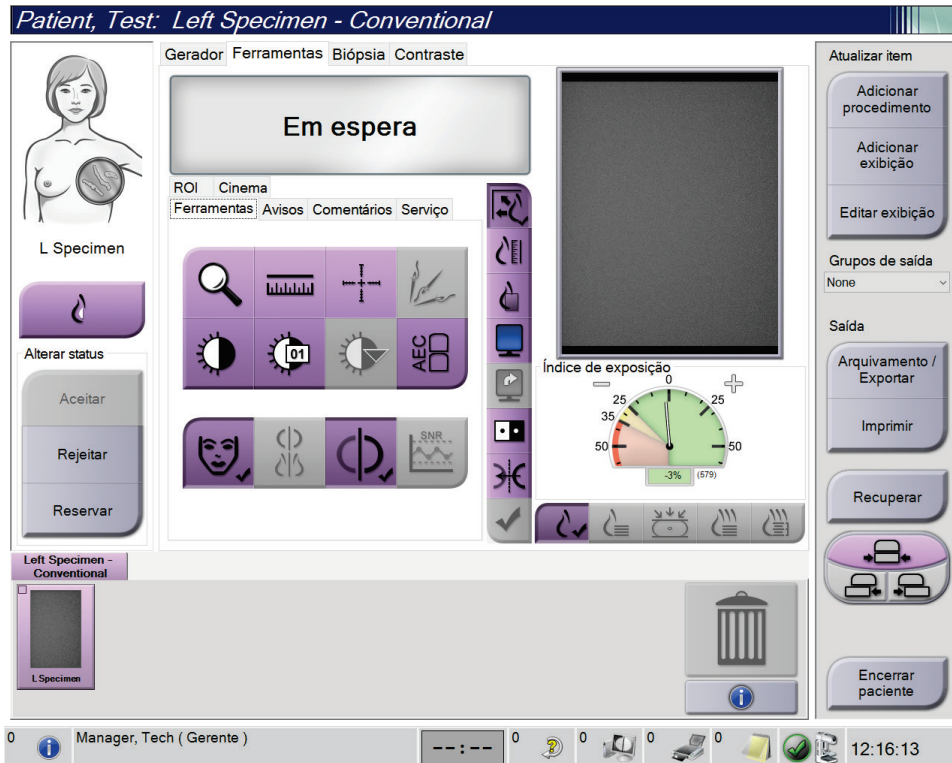 Patient, Test: Left Specimen - Conventional
Gerador Ferramentas Biópsia Contraste
Em espera
ROI Cinema
Ferramentas Avisos Comentários Serviço
01
AEC
SNR
L Specimen
Alterar status
Aceitar
Rejeitar
Reservar
Índice de exposição
0
25 25
35
50 50
-3% (579)
Atualizar item
Adicionar
procedimento
Adicionar
exibição
Editar exibição
Grupos de saída
None
Saída
Arquivamento /
Exportar
Imprimir
Recuperar
Encerrar
paciente
Left Specimen -
Conventional
L Specimen
0 Manager, Tech ( Gerente ) --:-- 0 0 0 0 12:16:13